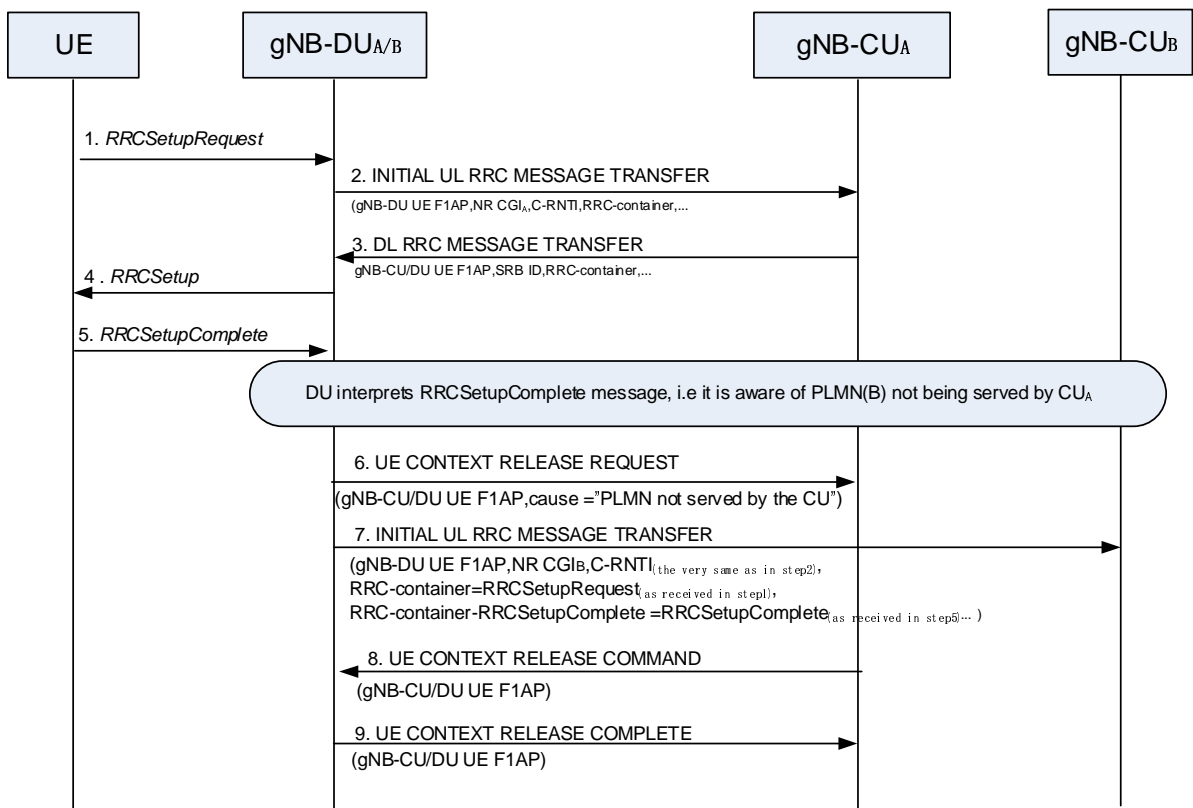 UE
gNB-DUA/B
gNB-CUA
gNB-CUB
1. RRCSetupRequest
2. INITIAL UL RRC MESSAGE TRANSFER
(gNB-DU UE F1AP,NR CGIA,C-RNTI,RRC-container,...
3. DL RRC MESSAGE TRANSFER
gNB-CU/DU UE F1AP,SRB ID,RRC-container,...
4 . RRCSetup
5. RRCSetupComplete
DU interprets RRCSetupComplete message, i.e it is aware of PLMN(B) not being served by CUA
6. UE CONTEXT RELEASE REQUEST
(gNB-CU/DU UE F1AP,cause ="PLMN not served by the CU")
7. INITIAL UL RRC MESSAGE TRANSFER
(gNB-DU UE F1AP,NR CGIB,C-RNTI(the very same as in step2),
RRC-container=RRCSetupRequest(as received in step1),
RRC-container-RRCSetupComplete =RRCSetupComplete(as received in step5)... )
8. UE CONTEXT RELEASE COMMAND
(gNB-CU/DU UE F1AP)
9. UE CONTEXT RELEASE COMPLETE
(gNB-CU/DU UE F1AP)